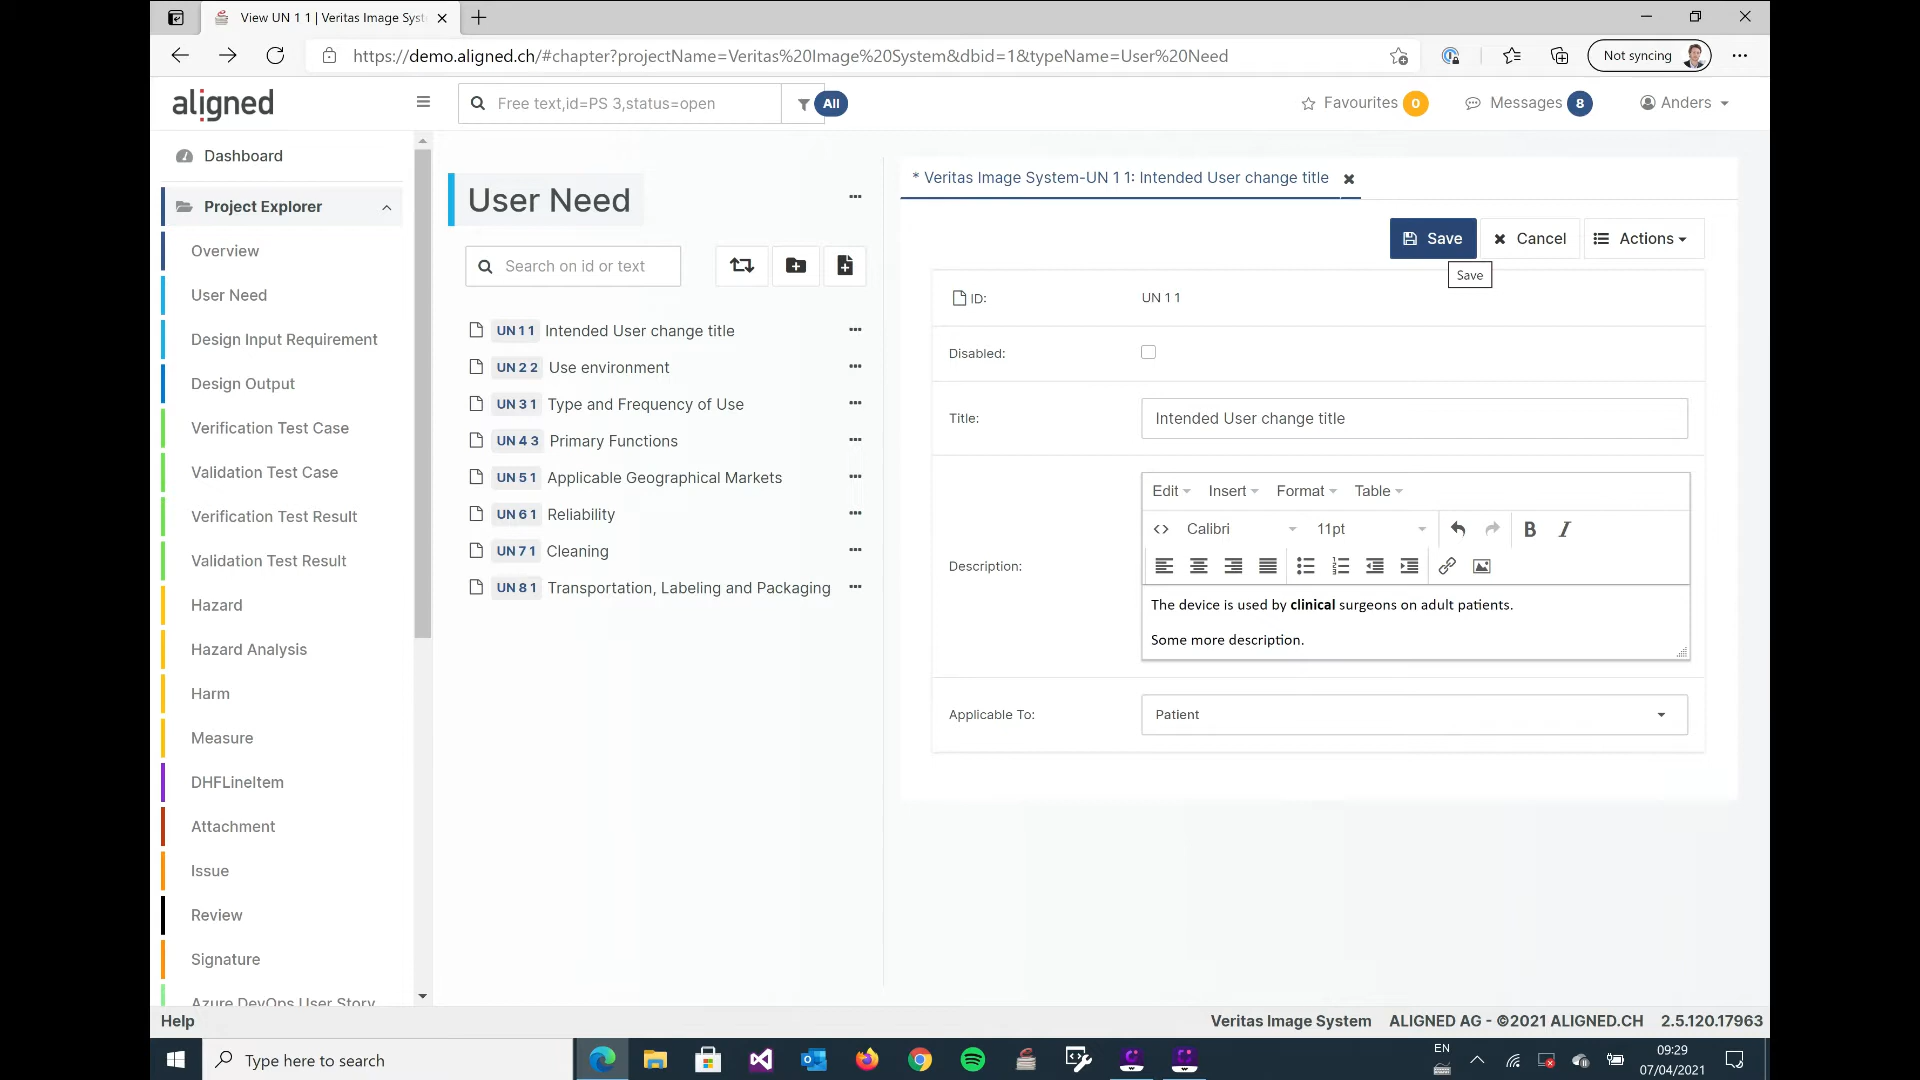 View UN 1 1 | Veritas Image Syst
https://demo.aligned.ch/#chapter?projectName=Veritas%20Image%20System&dbid=1&typeName=User%20Need
Not syncing
aligned
Free text,id=PS 3,status=open
All
Favourites 0
Messages 8
Anders
Dashboard
Project Explorer
Overview
User Need
Design Input Requirement
Design Output
Verification Test Case
Validation Test Case
Verification Test Result
Validation Test Result
Hazard
Hazard Analysis
Harm
Measure
DHFLineItem
Attachment
Issue
Review
Signature
Azure DevOps User Story
User Need
Search on id or text
UN 1 1 Intended User change title
UN 2 2 Use environment
UN 3 1 Type and Frequency of Use
UN 4 3 Primary Functions
UN 5 1 Applicable Geographical Markets
UN 6 1 Reliability
UN 7 1 Cleaning
UN 8 1 Transportation, Labeling and Packaging
* Veritas Image System-UN 1 1: Intended User change title
Save
Cancel
Actions
Save
ID: UN 1 1
Disabled:
Title: Intended User change title
Description:
Edit Insert Format Table
Calibri 11pt B I
The device is used by clinical surgeons on adult patients.
Some more description.
Applicable To: Patient
Help
Veritas Image System ALIGNED AG - ©2021 ALIGNED.CH 2.5.120.17963
Type here to search
EN
09:29
07/04/2021